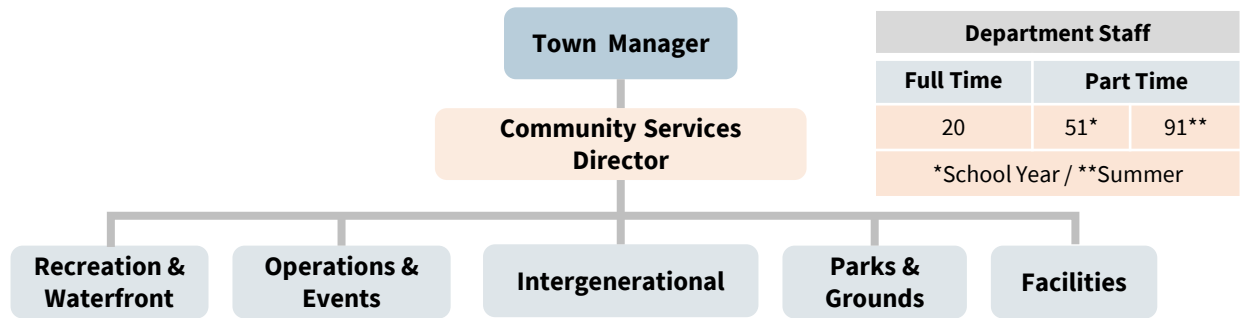 Town Manager
Community Services
Director
Department Staff
Full Time Part Time
20 51* 91**
*School Year / **Summer
Recreation &
Waterfront
Operations &
Events
Intergenerational
Parks &
Grounds
Facilities